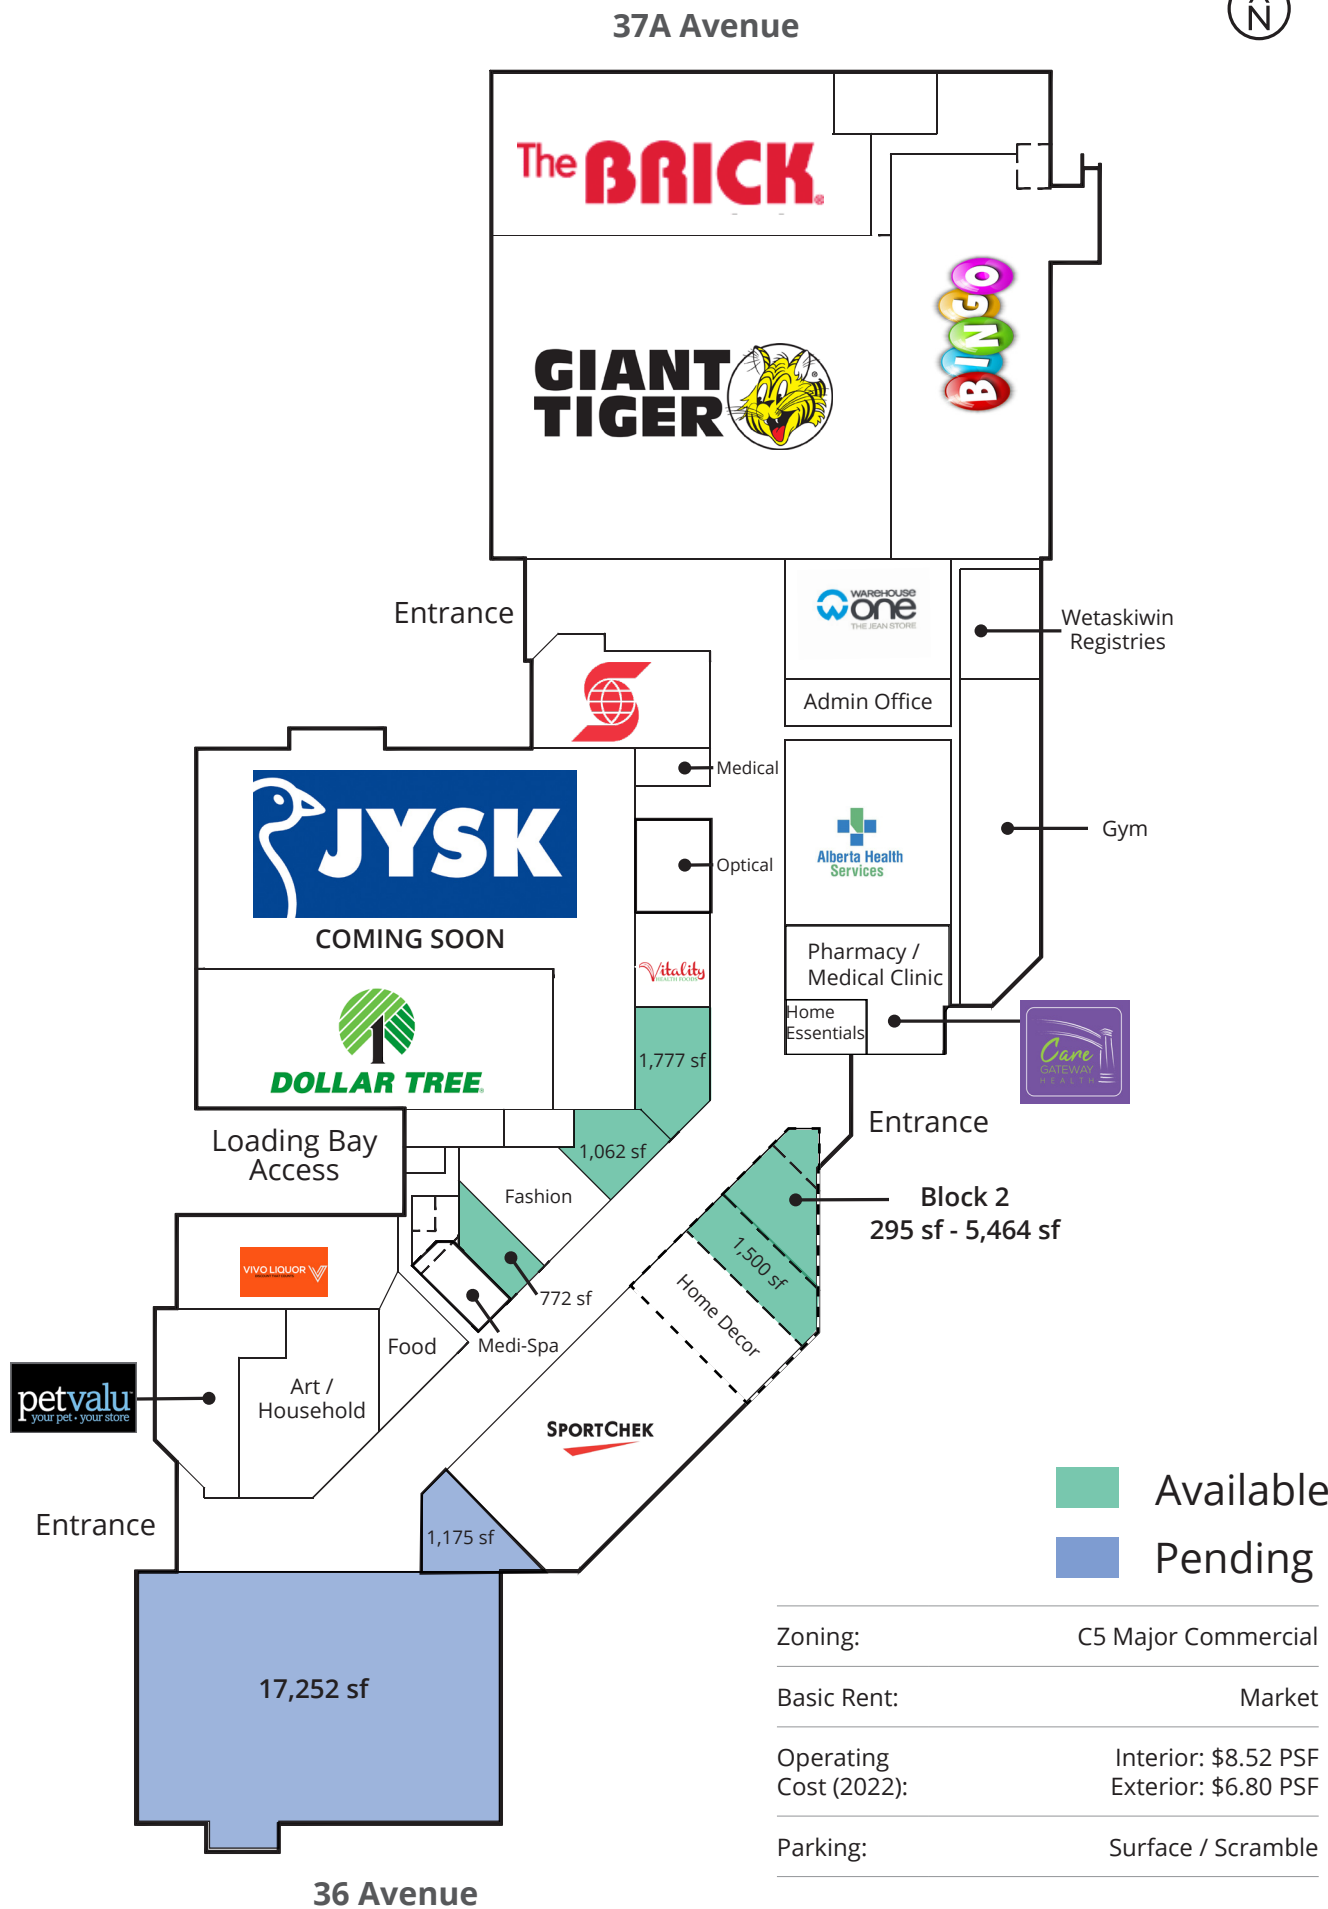 37A Avenue
N
The BRICK
GIANT
TIGER
BINGO
Entrance
WAREHOUSE
one
THE JEAN STORE
Wetaskiwin
Registries
Admin Office
Medical
JYSK
COMING SOON
Alberta Health
Services
Gym
Optical
Vitality
HEALTH FOODS
Pharmacy /
Medical Clinic
Home
Essentials
Care
GATEWAY
HEALTH
1
DOLLAR TREE
1,777 sf
Entrance
Loading Bay
Access
1,062 sf
Fashion
Block 2
295 sf - 5,464 sf
1,500 sf
VIVO LIQUOR
772 sf
Home Decor
Food
Medi-Spa
petvalu
your pet · your store
Art /
Household
SPORTCHEK
Entrance
1,175 sf
Available
Pending
17,252 sf
Zoning: C5 Major Commercial
Basic Rent: Market
Operating Interior: $8.52 PSF
Cost (2022): Exterior: $6.80 PSF
Parking: Surface / Scramble
36 Avenue